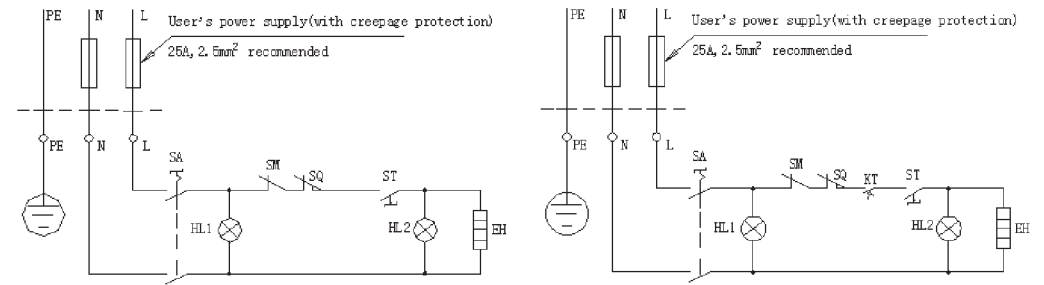 PE N L User's power supply(with creepage protection)
25A, 2.5mm² recommended
PE N L
SA
SM SQ ST
HL1 HL2 EH
PE N L User's power supply(with creepage protection)
25A, 2.5mm² recommended
PE N L
SA
SM SQ KT ST
HL1 HL2 EH